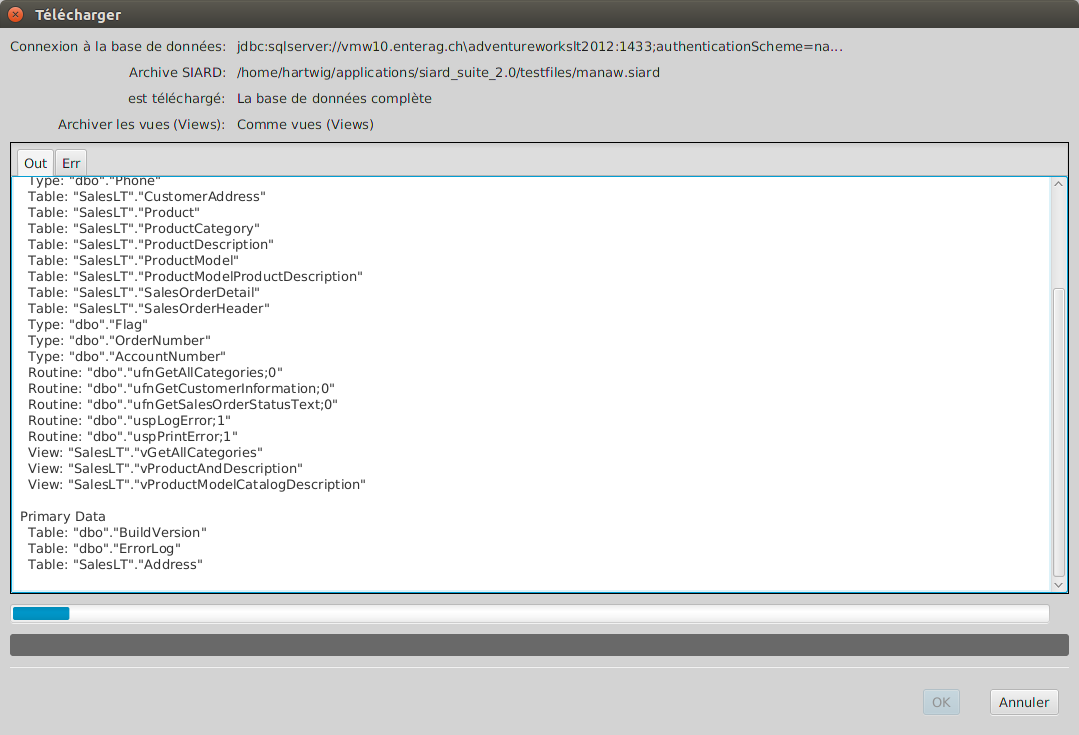 Télécharger
Connexion à la base de données: jdbc:sqlserver://vmw10.enterag.ch\adventureworkslt2012:1433;authenticationScheme=na...
Archive SIARD: /home/hartwig/applications/siard_suite_2.0/testfiles/manaw.siard
est téléchargé: La base de données complète
Archiver les vues (Views): Comme vues (Views)
Out Err
Type: "dbo"."Phone"
Table: "SalesLT"."CustomerAddress"
Table: "SalesLT"."Product"
Table: "SalesLT"."ProductCategory"
Table: "SalesLT"."ProductDescription"
Table: "SalesLT"."ProductModel"
Table: "SalesLT"."ProductModelProductDescription"
Table: "SalesLT"."SalesOrderDetail"
Table: "SalesLT"."SalesOrderHeader"
Type: "dbo"."Flag"
Type: "dbo"."OrderNumber"
Type: "dbo"."AccountNumber"
Routine: "dbo"."ufnGetAllCategories;0"
Routine: "dbo"."ufnGetCustomerInformation;0"
Routine: "dbo"."ufnGetSalesOrderStatusText;0"
Routine: "dbo"."uspLogError;1"
Routine: "dbo"."uspPrintError;1"
View: "SalesLT"."vGetAllCategories"
View: "SalesLT"."vProductAndDescription"
View: "SalesLT"."vProductModelCatalogDescription"
Primary Data
Table: "dbo"."BuildVersion"
Table: "dbo"."ErrorLog"
Table: "SalesLT"."Address"
OK Annuler